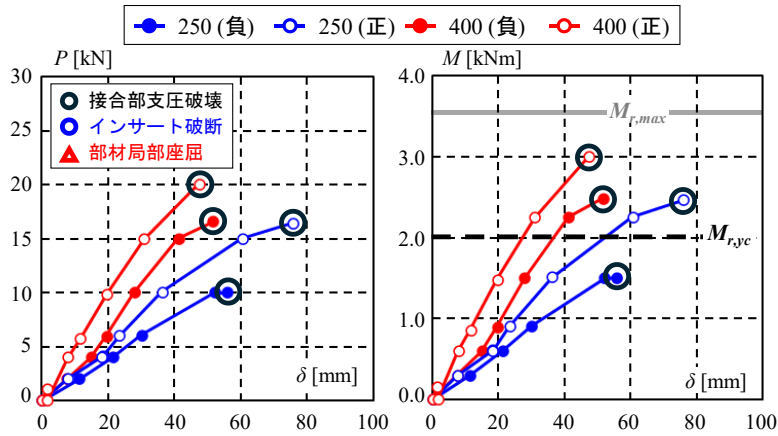 250 (負) 250 (正) 400 (負) 400 (正)
P [kN]
30
25
20
15
10
5
0
0 20 40 60 80 100
δ [mm]
接合部支圧破壊
インサート破断
部材局部座屈
M [kNm]
4.0
3.0
2.0
1.0
0.0
0 20 40 60 80 100
δ [mm]
M_{r,max}
M_{r,yc}